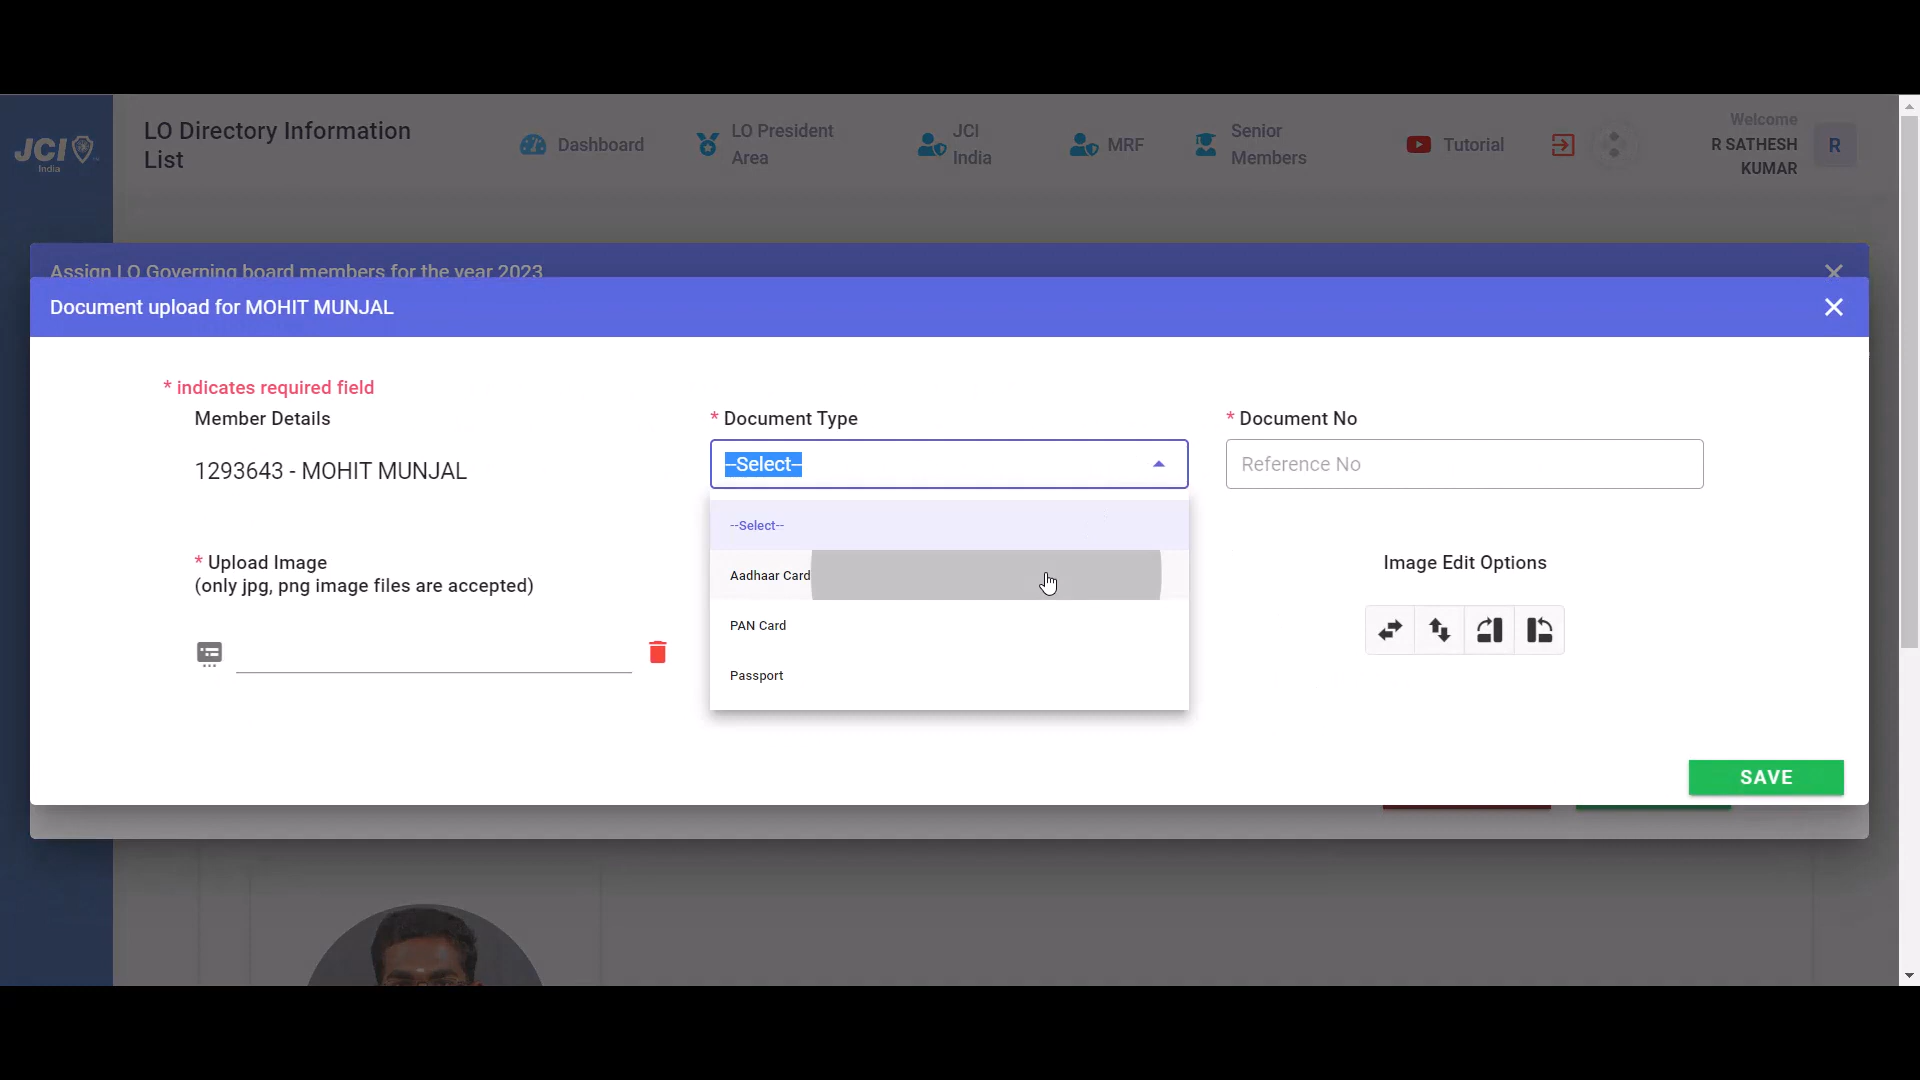 JCI
India
LO Directory Information
List
Dashboard
LO President
Area
JCI
India
MRF
Senior
Members
Tutorial
Welcome
R SATHESH
KUMAR
R
Assign LO Governing board members for the year 2023
Document upload for MOHIT MUNJAL
* indicates required field
Member Details
* Document Type
* Document No
1293643 - MOHIT MUNJAL
--Select--
Reference No
--Select--
Aadhaar Card
PAN Card
Passport
* Upload Image
(only jpg, png image files are accepted)
Image Edit Options
SAVE